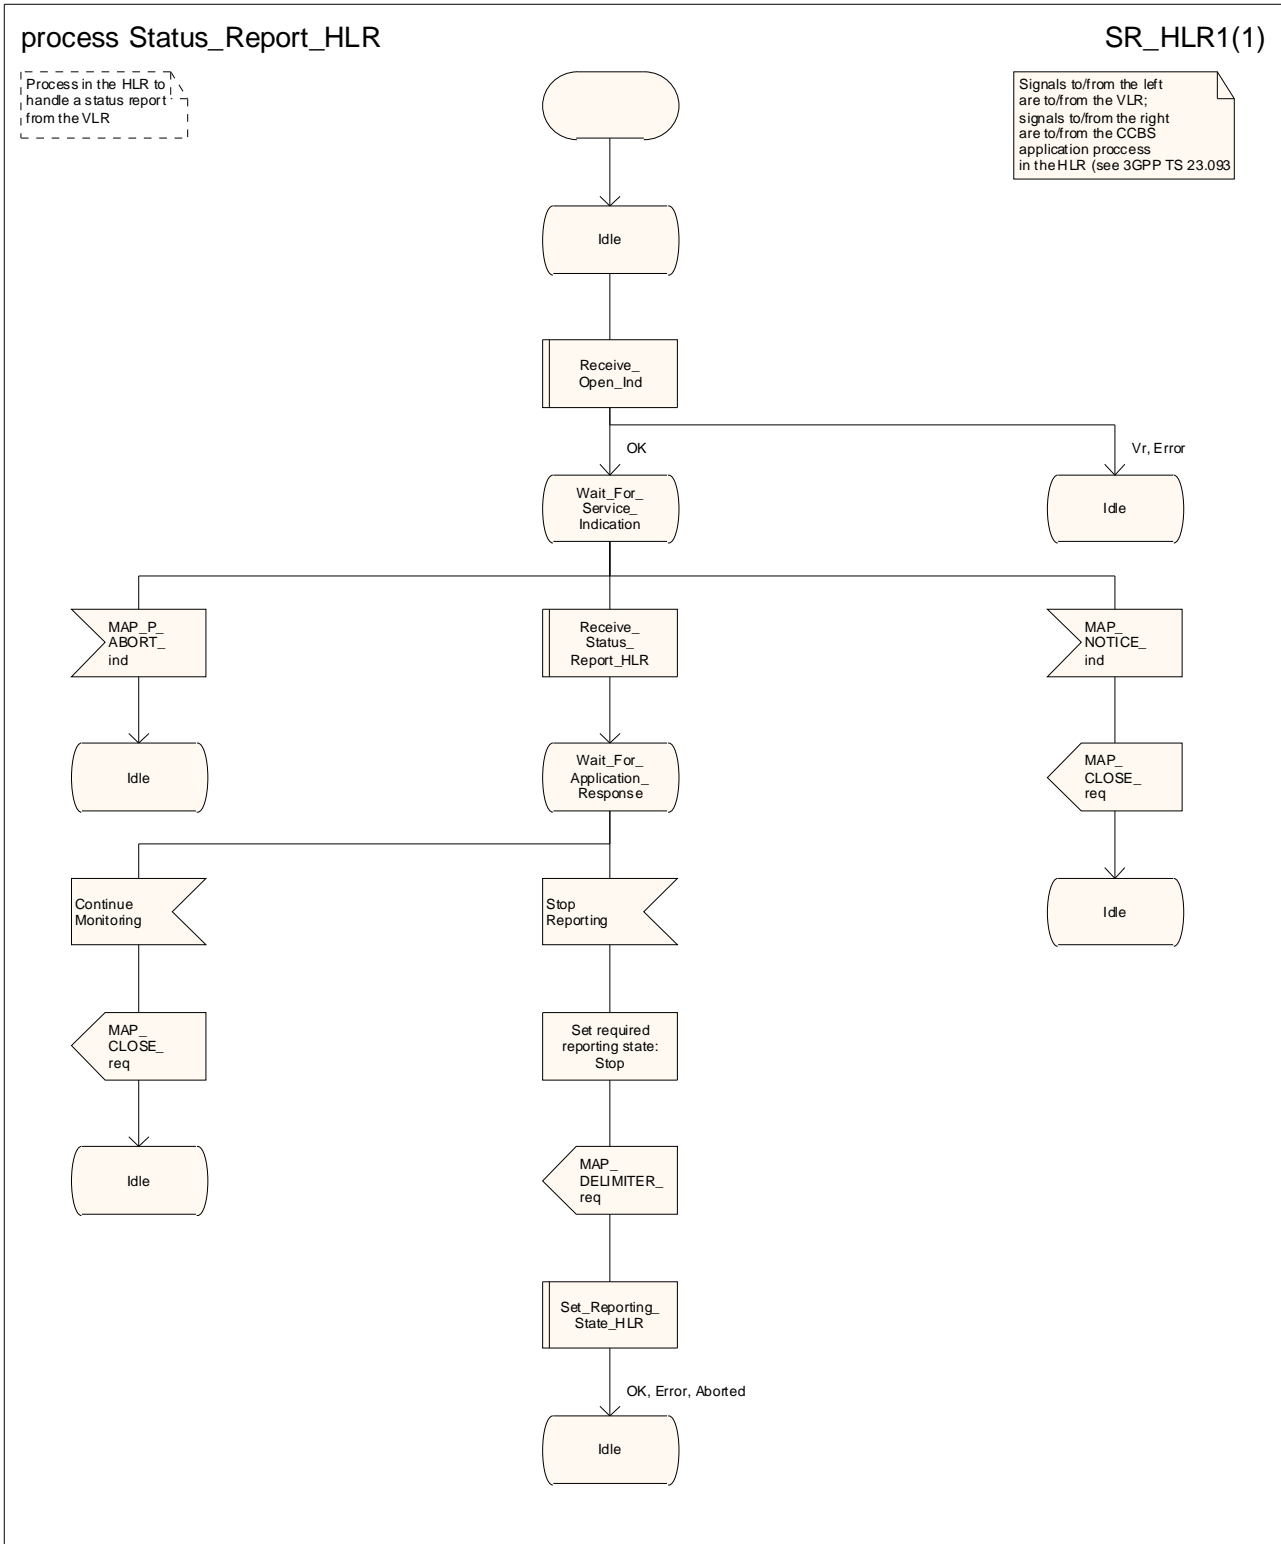 process Status_Report_HLR
SR_HLR1(1)
Process in the HLR to
handle a status report
from the VLR
Signals to/from the left
are to/from the VLR;
signals to/from the right
are to/from the CCBS
application proccess
in the HLR (see 3GPP TS 23.093
Idle
Receive_
Open_Ind
OK
Vr, Error
Wait_For_
Service_
Indication
Idle
MAP_P_
ABORT_
ind
Receive_
Status_
Report_HLR
MAP_
NOTICE_
ind
Idle
Wait_For_
Application_
Response
MAP_
CLOSE_
req
Continue
Monitoring
Stop
Reporting
Idle
MAP_
CLOSE_
req
Set required
reporting state:
Stop
Idle
MAP_
DELIMITER_
req
Set_Reporting_
State_HLR
OK, Error, Aborted
Idle